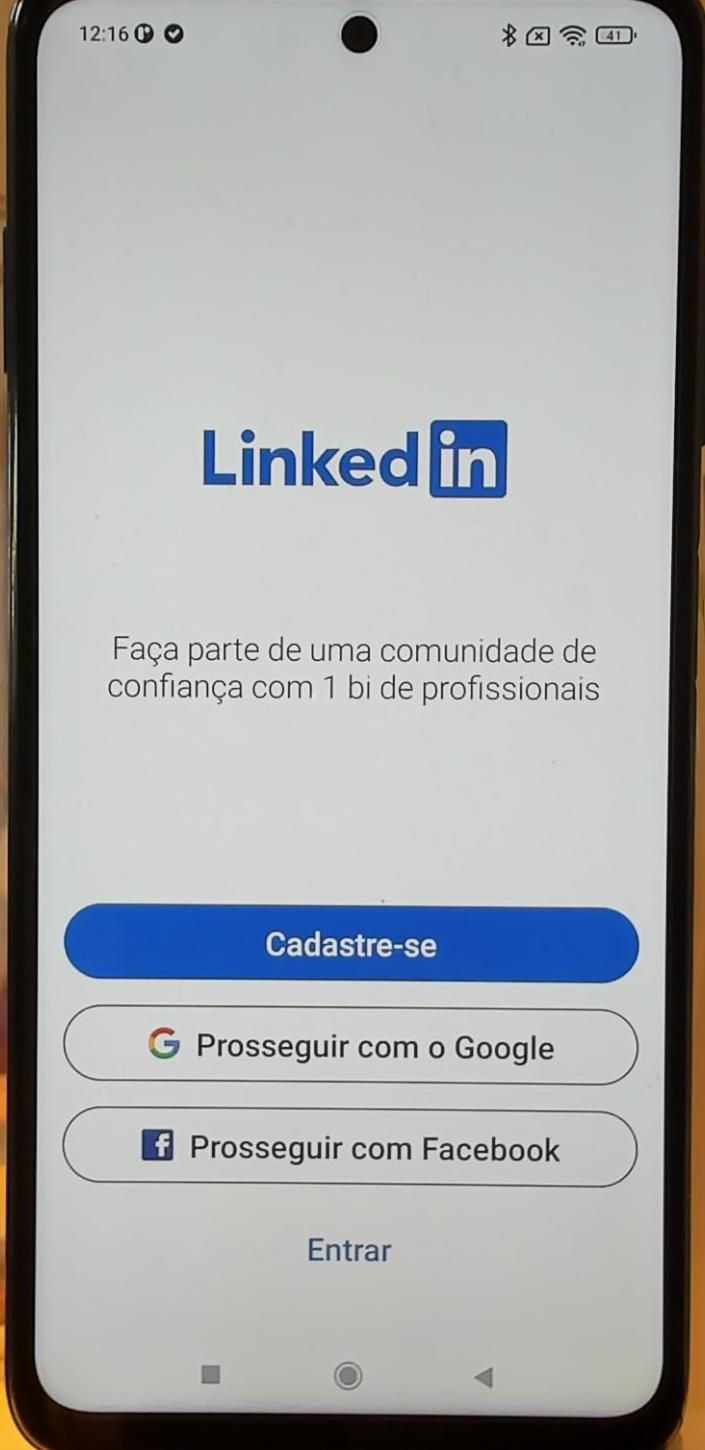 12:16
41
Linkedin
Faça parte de uma comunidade de
confiança com 1 bi de profissionais
Cadastre-se
G Prosseguir com o Google
f Prosseguir com Facebook
Entrar